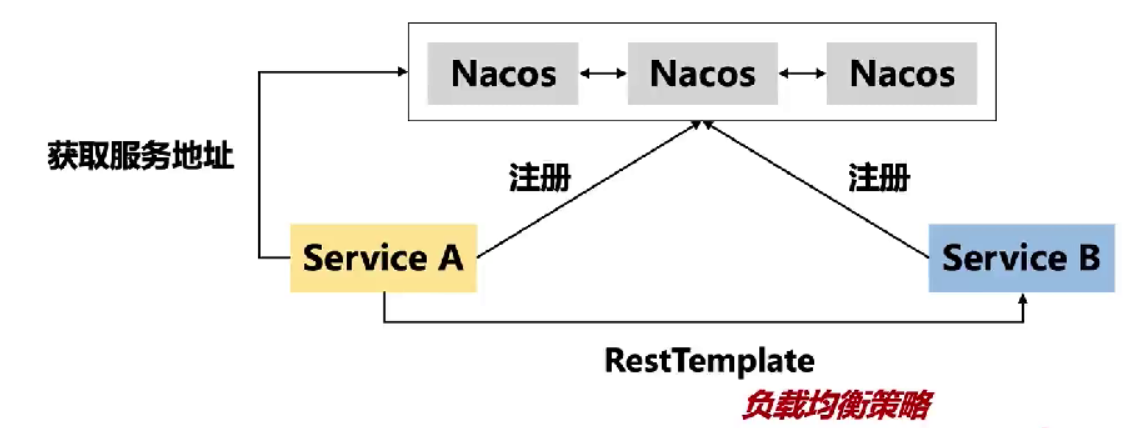 Nacos Nacos Nacos
获取服务地址
注册 注册
Service A Service B
RestTemplate
负载均衡策略